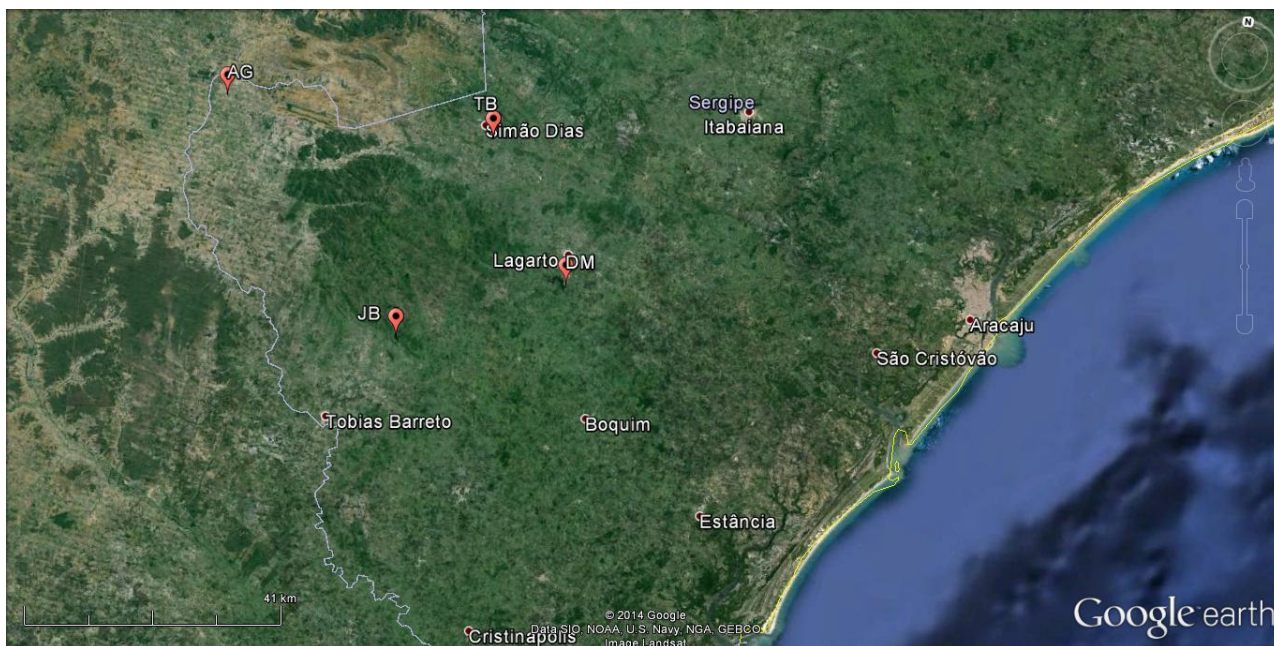 N
AG
TB
Simão Dias
Sergipe
Itabaiana
Lagarto
DM
JB
Aracaju
São Cristóvão
Tobias Barreto
Boquim
Estância
41 km
Cristinápolis
© 2014 Google
Data SIO, NOAA, U.S. Navy, NGA, GEBCO
Image Landsat
Google earth